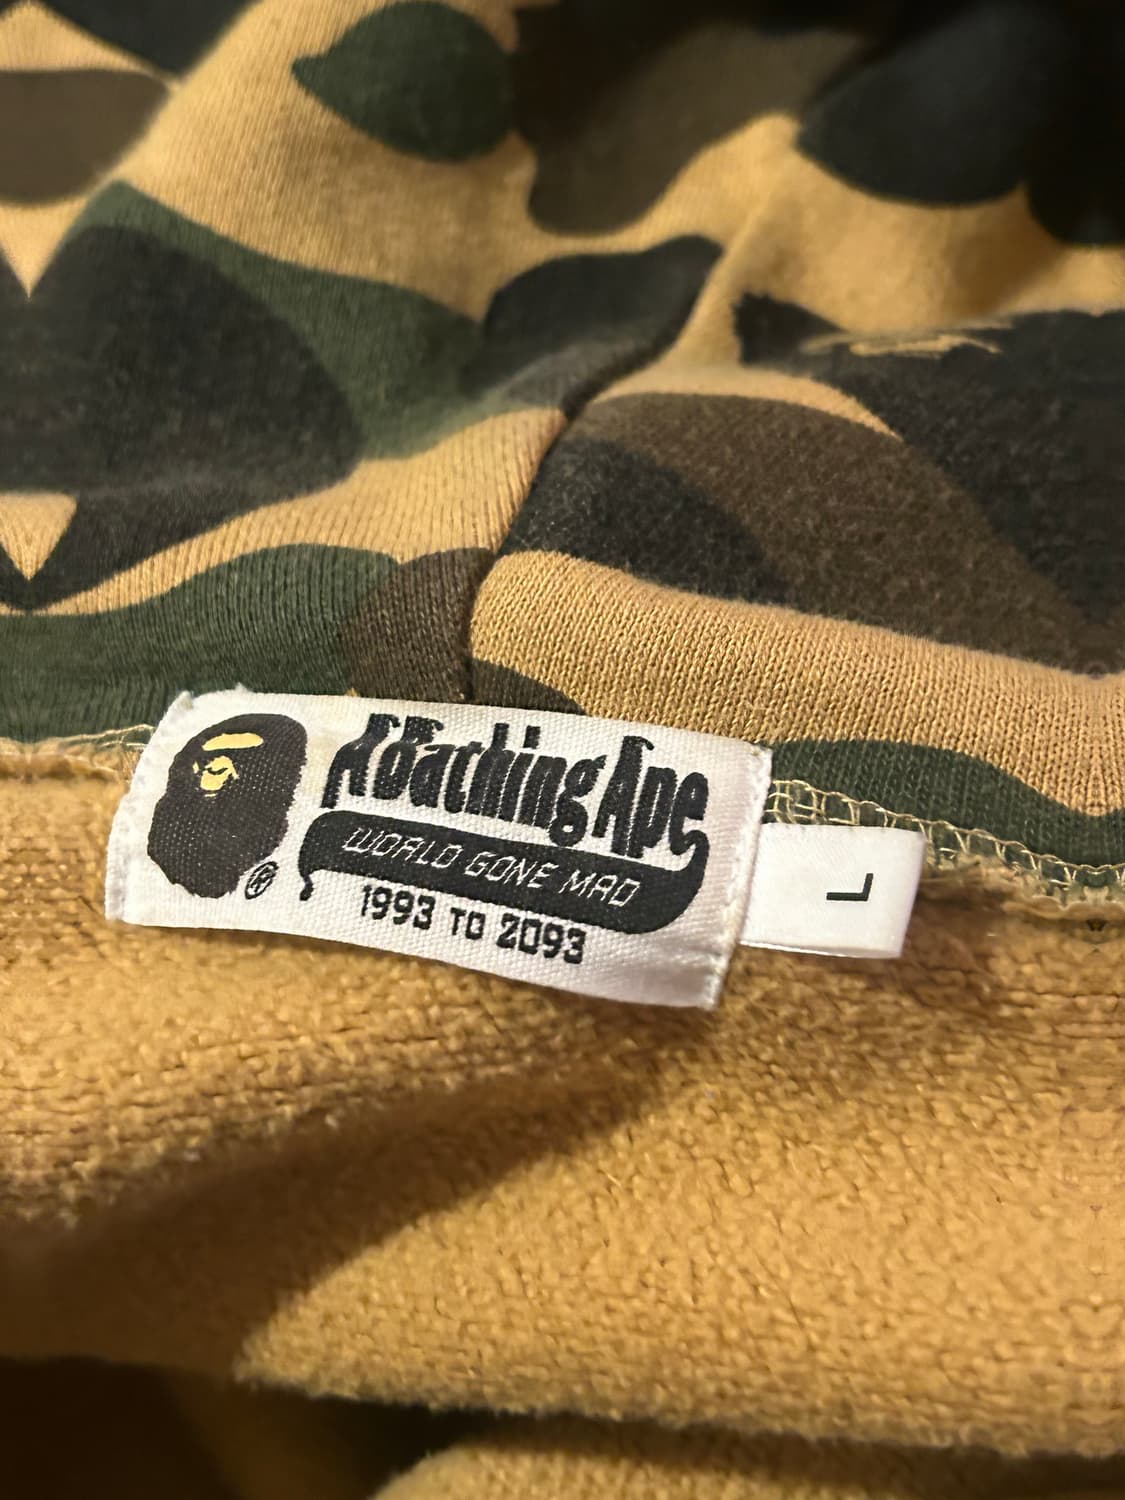 A Bathing Ape
WORLD GONE MAD
1993 TO 2093
®
L